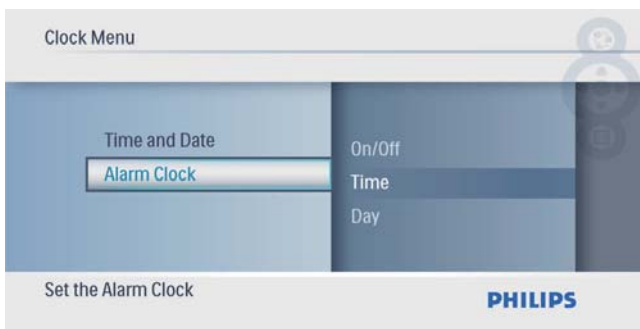 Clock Menu
Time and Date
Alarm Clock
On/Off
Time
Day
Set the Alarm Clock
PHILIPS